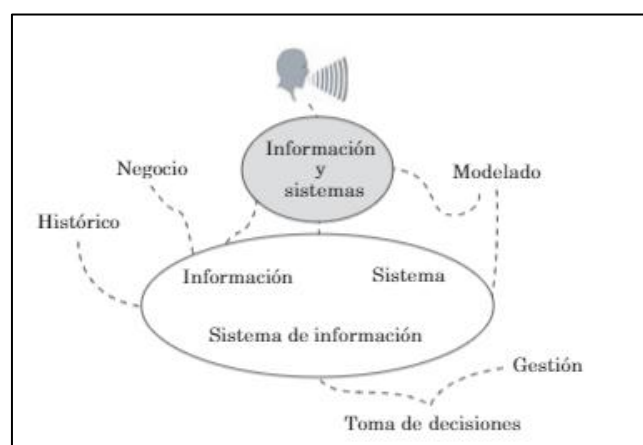 Información
y
sistemas
Negocio
Modelado
Histórico
Información
Sistema
Sistema de información
Gestión
Toma de decisiones